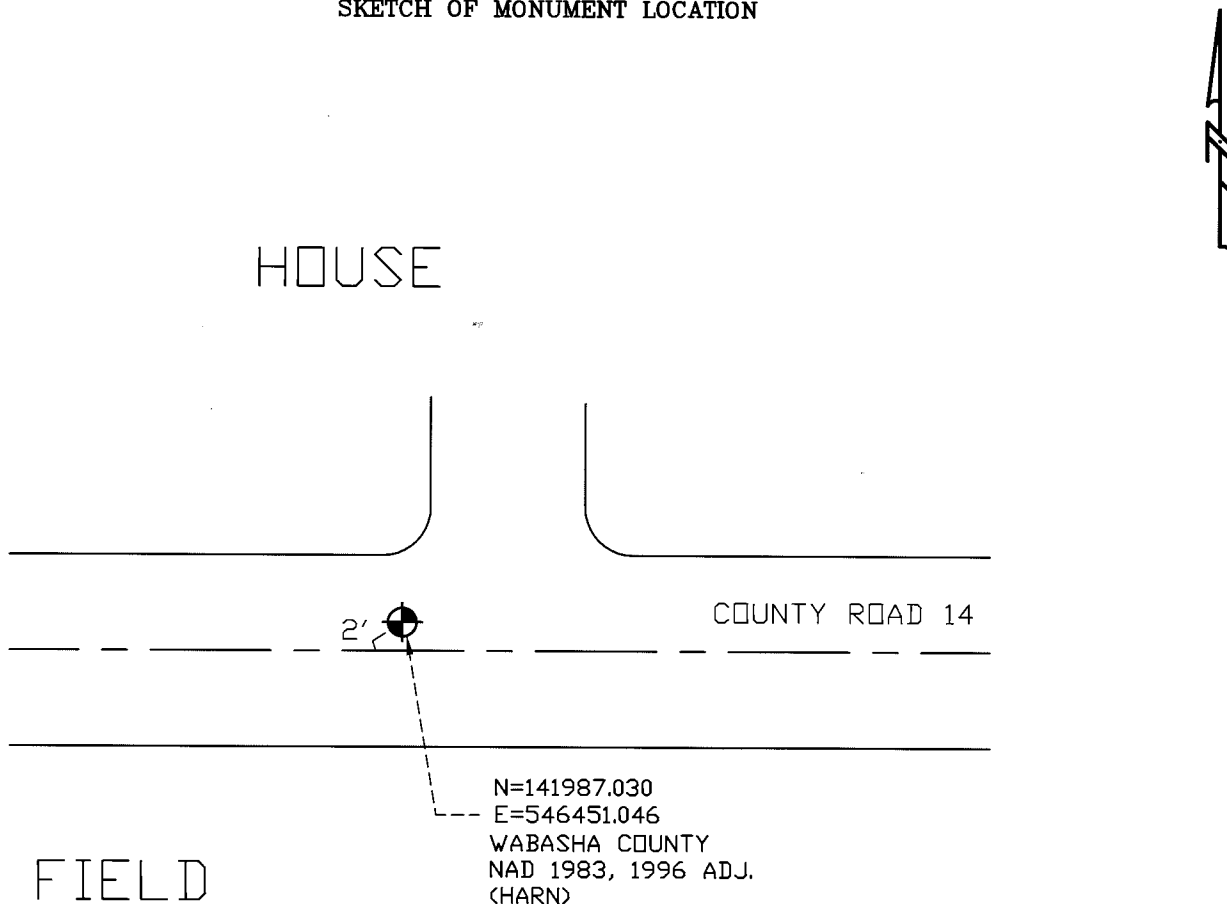 SKETCH OF MONUMENT LOCATION
HOUSE
COUNTY ROAD 14
2'
N=141987.030
E=546451.046
WABASHA COUNTY
NAD 1983, 1996 ADJ.
(HARN)
FIELD